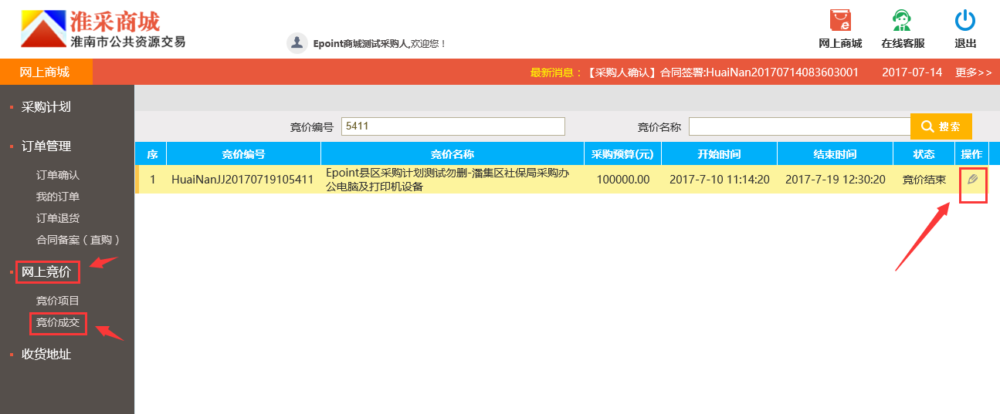 淮采商城
淮南市公共资源交易
Epoint商城测试采购人,欢迎您！
网上商城
在线客服
退出
网上商城
最新消息：【采购人确认】合同签署:HuaiNan20170714083603001 2017-07-14 更多>>
采购计划
订单管理
订单确认
我的订单
订单退货
合同备案（直购）
网上竞价
竞价项目
竞价成交
收货地址
竞价编号 5411 竞价名称 搜索
序 竞价编号 竞价名称 采购预算(元) 开始时间 结束时间 状态 操作
1 HuaiNanJJ20170719105411 Epoint县区采购计划测试勿删-潘集区社保局采购办 100000.00 2017-7-10 11:14:20 2017-7-19 12:30:20 竞价结束
公电脑及打印机设备